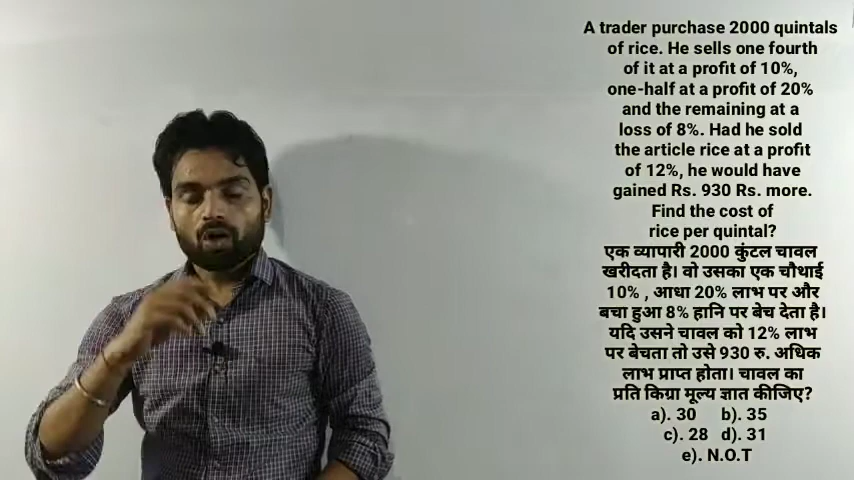 A trader purchase 2000 quintals
of rice. He sells one fourth
of it at a profit of 10%,
one-half at a profit of 20%
and the remaining at a
loss of 8%. Had he sold
the article rice at a profit
of 12%, he would have
gained Rs. 930 Rs. more.
Find the cost of
rice per quintal?
एक व्यापारी 2000 कुंटल चावल
खरीदता है। वो उसका एक चौथाई
10% , आधा 20% लाभ पर और
बचा हुआ 8% हानि पर बेच देता है।
यदि उसने चावल को 12% लाभ
पर बेचता तो उसे 930 रु. अधिक
लाभ प्राप्त होता। चावल का
प्रति किग्रा मूल्य ज्ञात कीजिए?
a). 30 b). 35
c). 28 d). 31
e). N.O.T